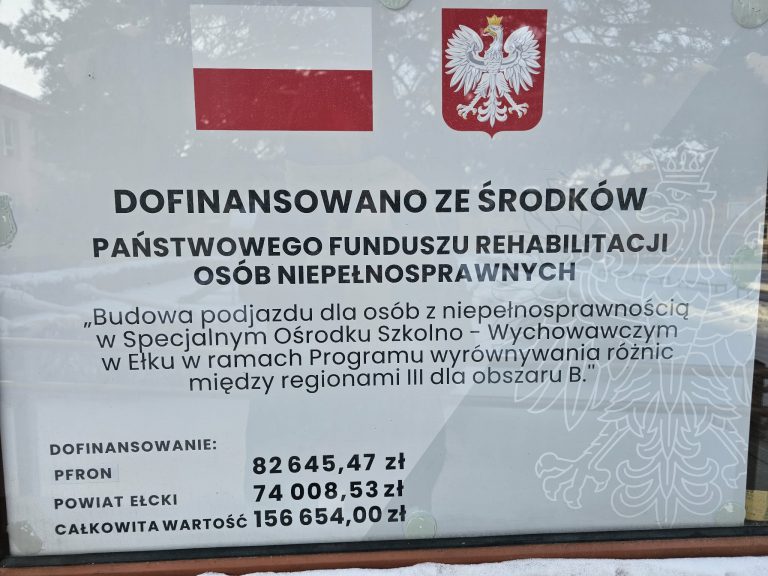 DOFINANSOWANO ZE ŚRODKÓW
PAŃSTWOWEGO FUNDUSZU REHABILITACJI
OSÓB NIEPEŁNOSPRAWNYCH
„Budowa podjazdu dla osób z niepełnosprawnością
w Specjalnym Ośrodku Szkolno - Wychowawczym
w Ełku w ramach Programu wyrównywania różnic
między regionami III dla obszaru B."
DOFINANSOWANIE:
PFRON 82 645,47 zł
POWIAT EŁCKI 74 008,53 zł
CAŁKOWITA WARTOŚĆ 156 654,00 zł